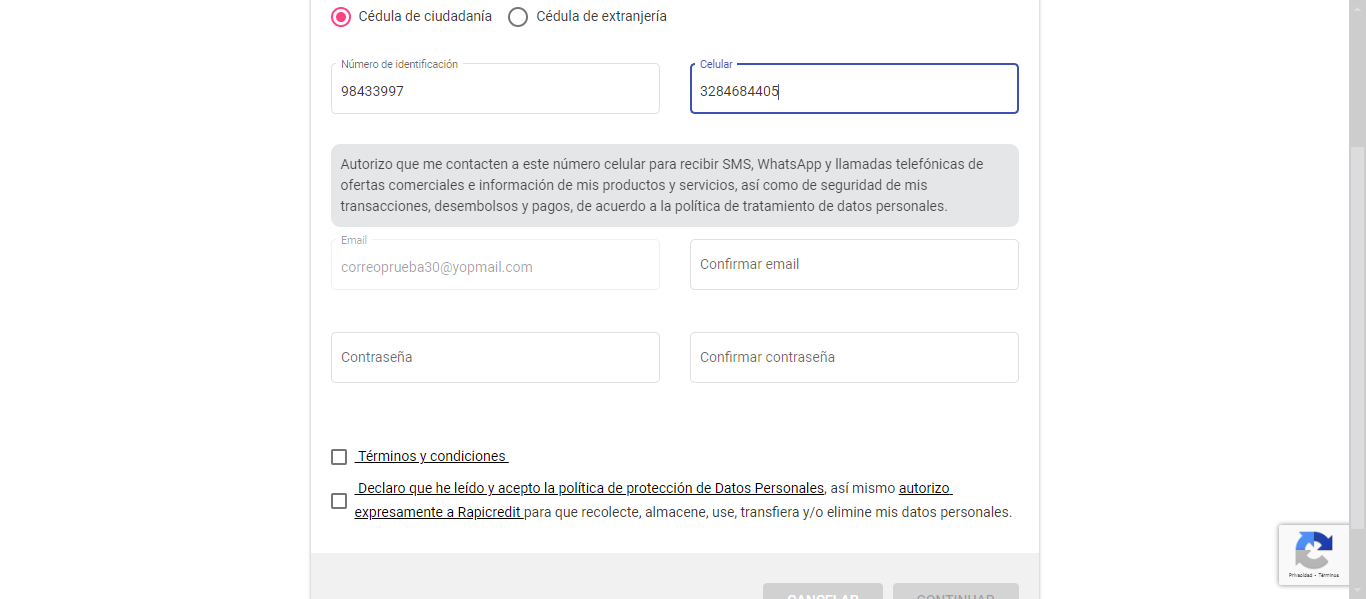 Cédula de ciudadanía Cédula de extranjería
Número de identificación Celular
98433997 3284684405
Autorizo que me contacten a este número celular para recibir SMS, WhatsApp y llamadas telefónicas de
ofertas comerciales e información de mis productos y servicios, así como de seguridad de mis
transacciones, desembolsos y pagos, de acuerdo a la política de tratamiento de datos personales.
Email
correoprueba30@yopmail.com Confirmar email
Contraseña Confirmar contraseña
Términos y condiciones
Declaro que he leído y acepto la política de protección de Datos Personales, así mismo autorizo
expresamente a Rapicredit para que recolecte, almacene, use, transfiera y/o elimine mis datos personales.
Privacidad - Términos
CANCELAR CONTINUAR